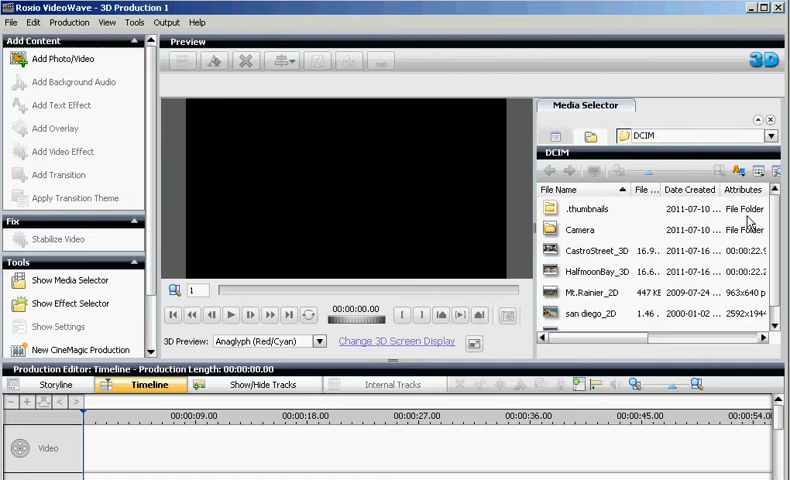 Roxio VideoWave - 3D Production 1
File Edit Production View Tools Output Help
Add Content
Add Photo/Video
Add Background Audio
Add Text Effect
Add Overlay
Add Video Effect
Add Transition
Apply Transition Theme
Fix
Stabilize Video
Tools
Show Media Selector
Show Effect Selector
Show Settings
New CineMagic Production
Preview
3D
1
00:00:00.00
3D Preview: Anaglyph (Red/Cyan) Change 3D Screen Display
Media Selector
DCIM
DCIM
File Name File ... Date Created Attributes
.thumbnails 2011-07-10 ... File Folder
Camera 2011-07-10 ... File Folder
CastroStreet_3D 16.9... 2011-07-16 ... 00:00:22.9
HalfmoonBay_3D 16.6... 2011-07-16 ... 00:00:22.2
Mt.Rainier_2D 447 KB 2009-07-24 ... 963x640 p
san diego_2D 1.46 . 2000-01-02 ... 2592x1944
Production Editor: Timeline - Production Length: 00:00:00.00
Storyline Timeline Show/Hide Tracks Internal Tracks
00:00:09.00 00:00:18.00 00:00:27.00 00:00:36.00 00:00:45.00 00:00:54.00
Video